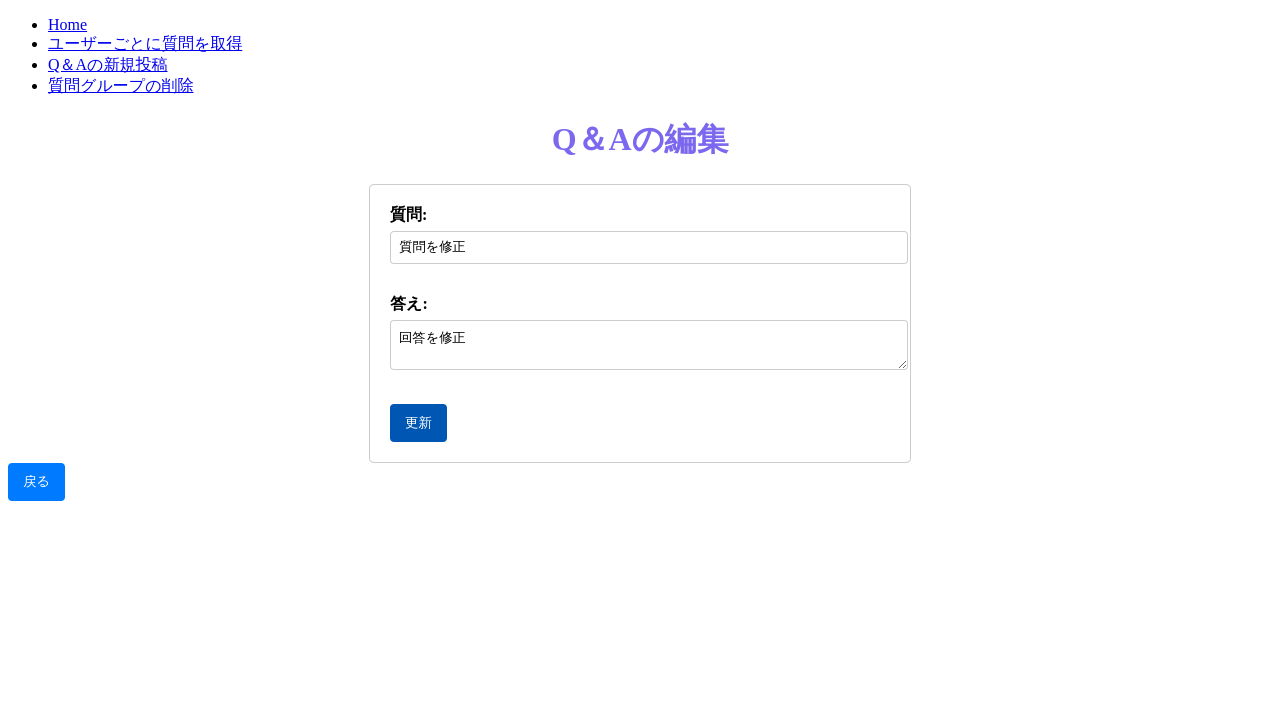 Home
ユーザーごとに質問を取得
Q＆Aの新規投稿
質問グループの削除
Q＆Aの編集
質問:
質問を修正
答え:
回答を修正
更新
戻る